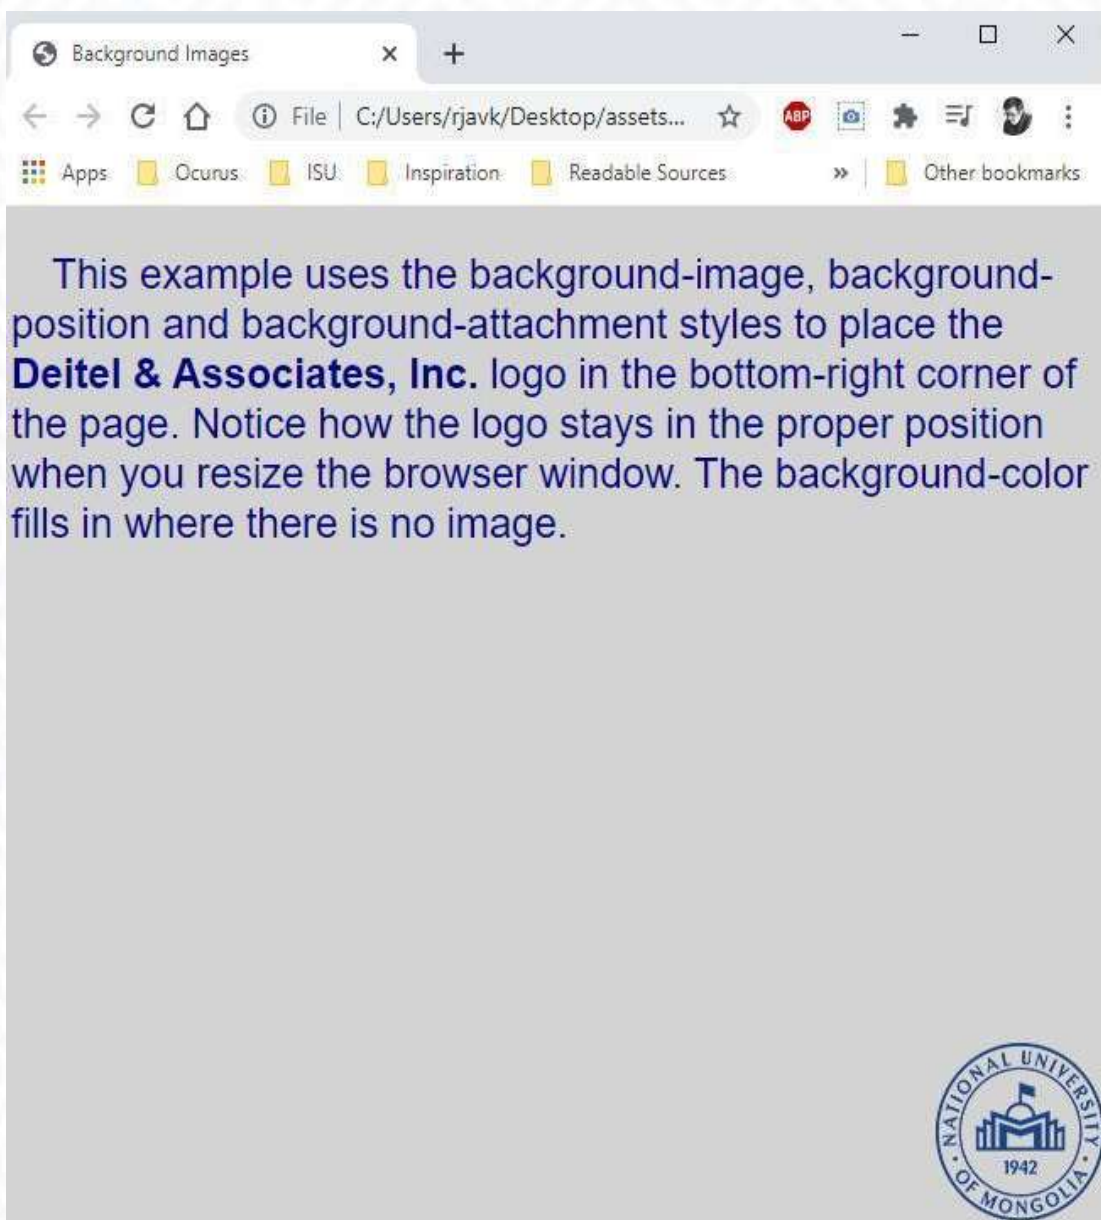 Background Images
File C:/Users/rjavk/Desktop/assets...
ABP
Apps Ocurus ISU Inspiration Readable Sources » Other bookmarks
This example uses the background-image, background-
position and background-attachment styles to place the
Deitel & Associates, Inc. logo in the bottom-right corner of
the page. Notice how the logo stays in the proper position
when you resize the browser window. The background-color
fills in where there is no image.
NATIONAL UNIVERSITY
1942
OF MONGOLIA